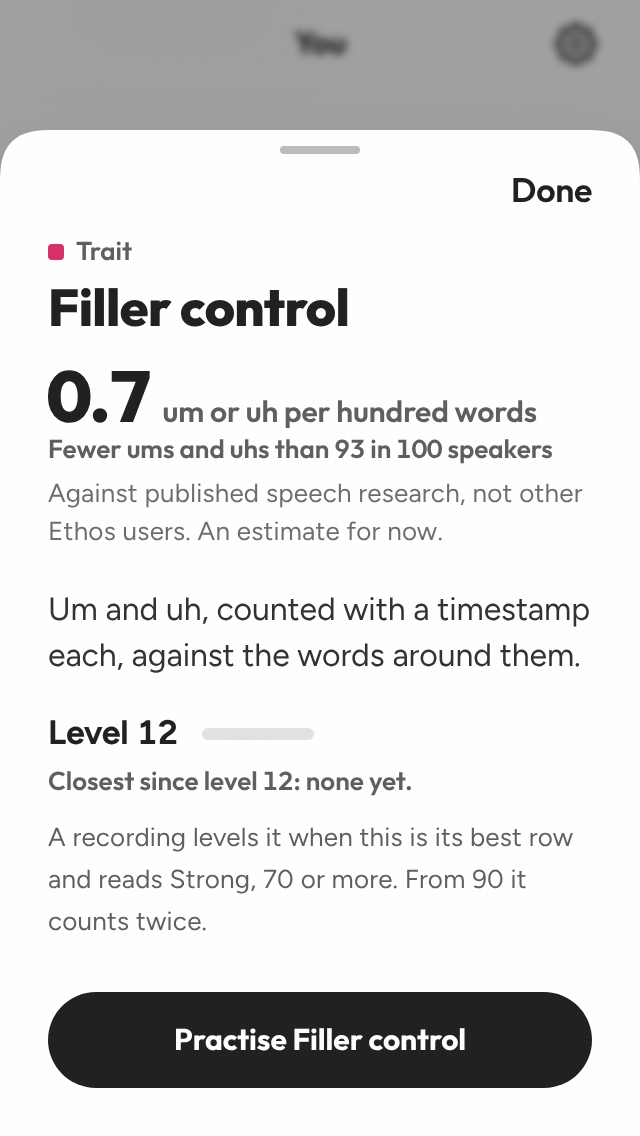 You
Done
Trait
Filler control
0.7 um or uh per hundred words
Fewer ums and uhs than 93 in 100 speakers
Against published speech research, not other
Ethos users. An estimate for now.
Um and uh, counted with a timestamp
each, against the words around them.
Level 12
Closest since level 12: none yet.
A recording levels it when this is its best row
and reads Strong, 70 or more. From 90 it
counts twice.
Practise Filler control